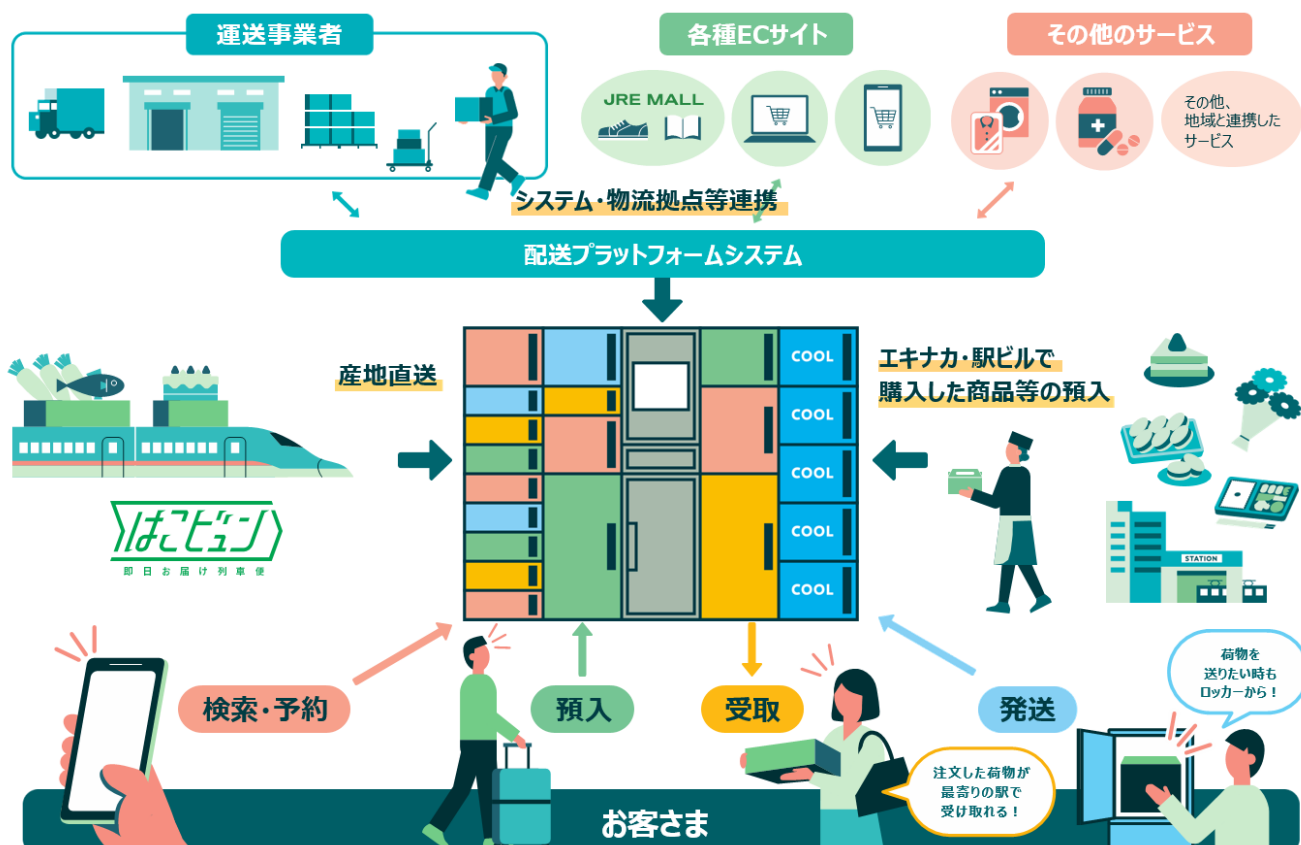 運送事業者
各種ECサイト
その他のサービス
JRE MALL
その他、
地域と連携した
サービス
システム・物流拠点等連携
配送プラットフォームシステム
産地直送
エキナカ・駅ビルで
購入した商品等の預入
COOL
COOL
COOL
COOL
COOL
はこビュン
即日お届け列車便
STATION
検索・予約
預入
受取
発送
荷物を
送りたい時も
ロッカーから！
注文した荷物が
最寄りの駅で
受け取れる！
お客さま